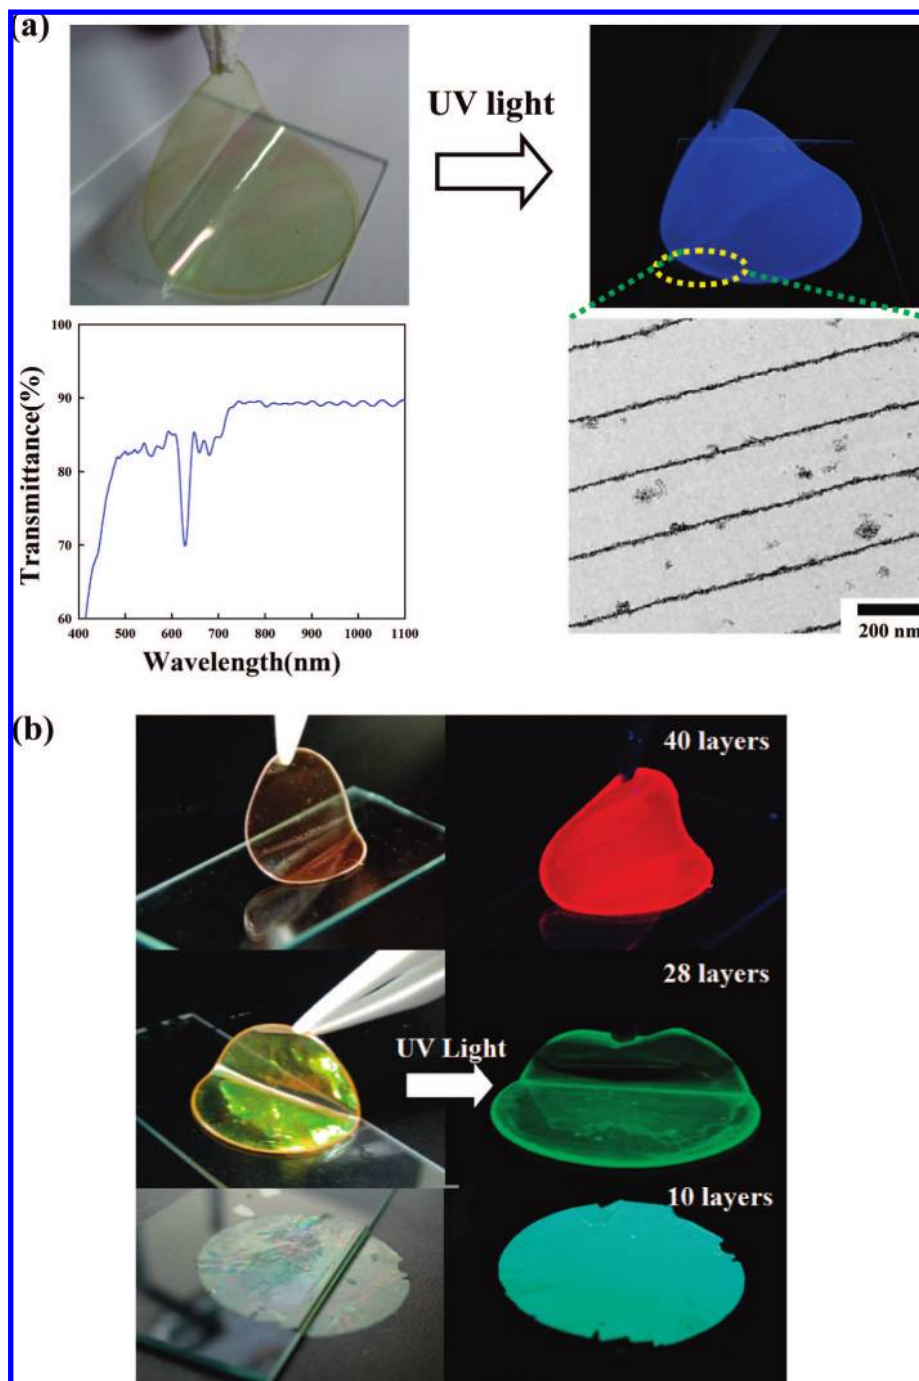 (a)
UV light
100
90
80
70
60
Transmittance(%)
400 500 600 700 800 900 1000 1100
Wavelength(nm)
200 nm
(b)
40 layers
28 layers
UV Light
10 layers